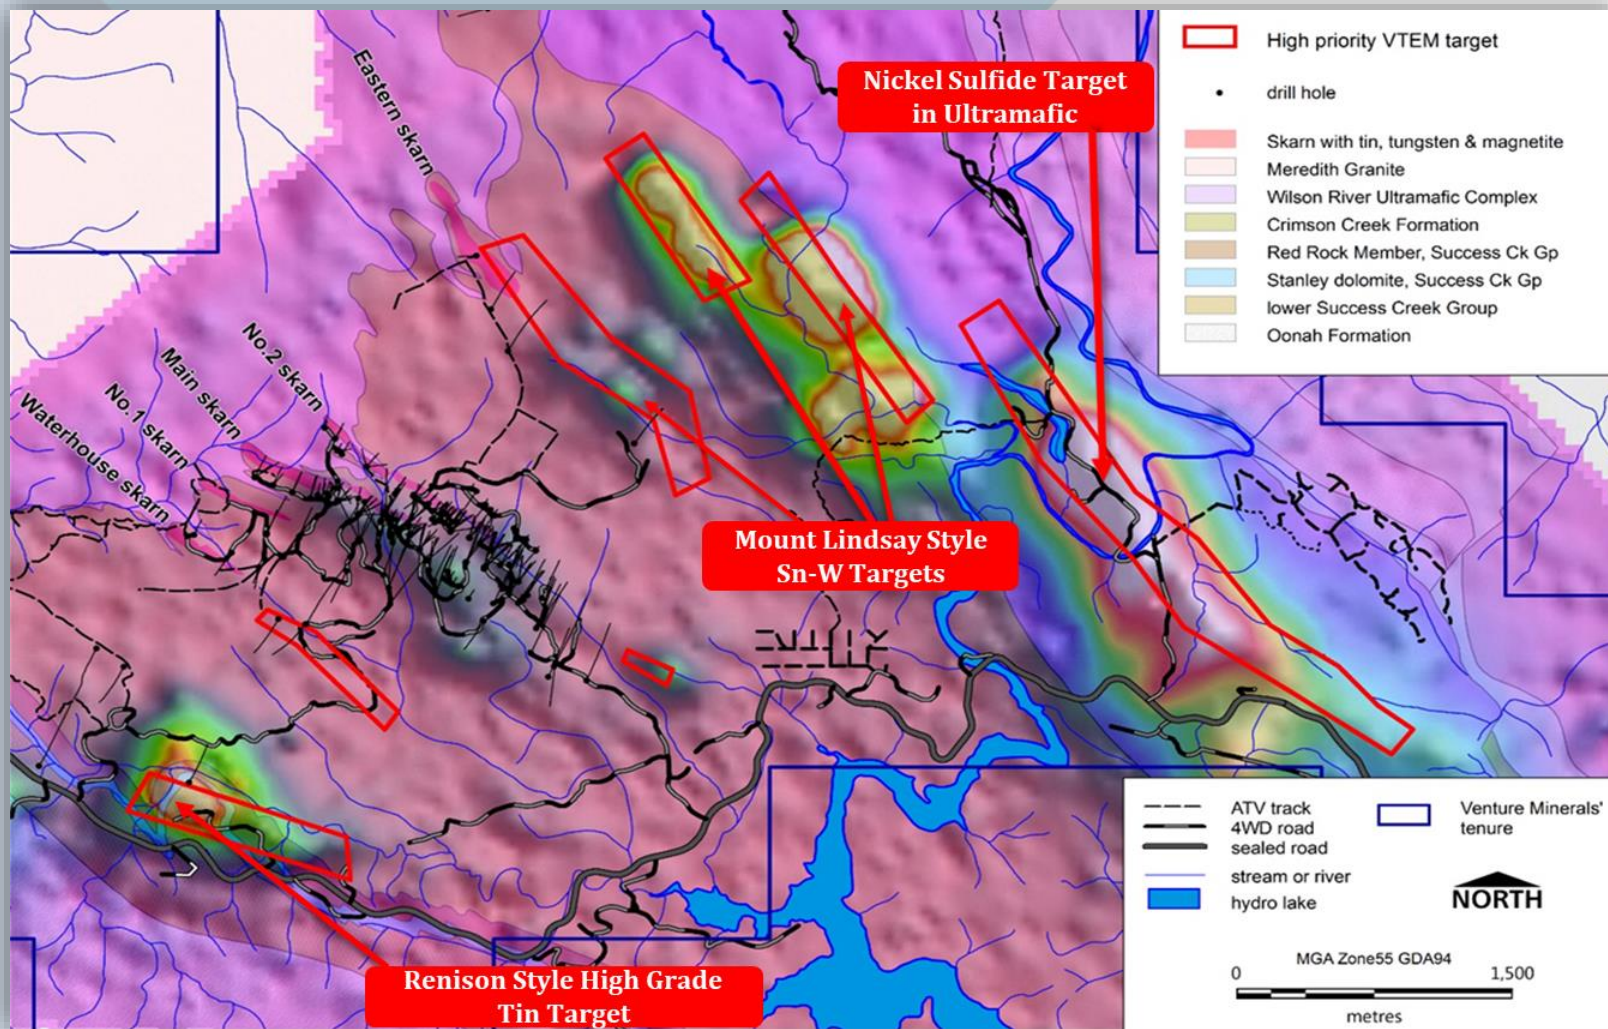 Eastern skarn
No.2 skarn
Main skarn
No.1 skarn
Waterhouse skarn
Nickel Sulfide Target
in Ultramafic
Mount Lindsay Style
Sn-W Targets
Renison Style High Grade
Tin Target
High priority VTEM target
drill hole
Skarn with tin, tungsten & magnetite
Meredith Granite
Wilson River Ultramafic Complex
Crimson Creek Formation
Red Rock Member, Success Ck Gp
Stanley dolomite, Success Ck Gp
lower Success Creek Group
Oonah Formation
ATV track
4WD road
sealed road
stream or river
hydro lake
Venture Minerals'
tenure
NORTH
MGA Zone55 GDA94
0 1,500
metres